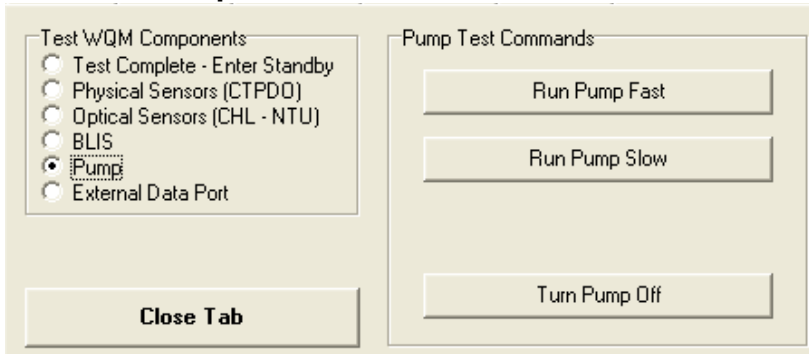 Test WQM Components
Test Complete - Enter Standby
Physical Sensors (CTPDO)
Optical Sensors (CHL - NTU)
BLIS
Pump
External Data Port
Close Tab
Pump Test Commands
Run Pump Fast
Run Pump Slow
Turn Pump Off